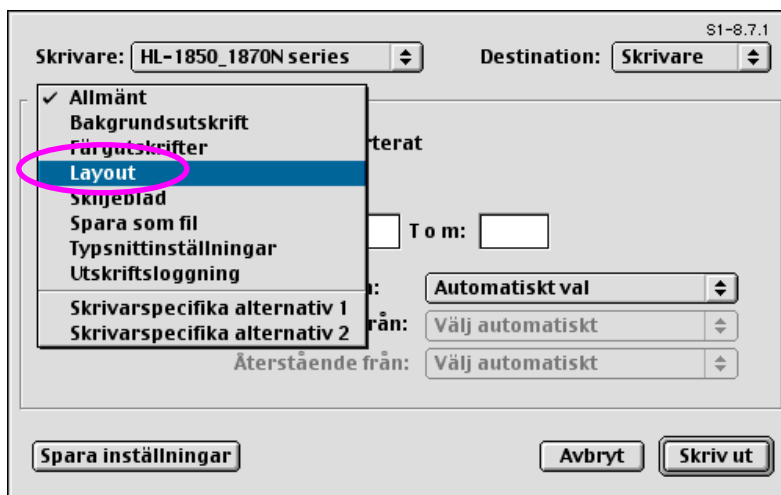 S1-8.7.1
Skrivare: HL-1850_1870N series Destination: Skrivare
✓ Allmänt
Bakgrundsutskrift
Färgutskrifter terat
Layout
Skiljeblad
Spara som fil T o m:
Typsnittinställningar
Utskriftsloggning
: Automatiskt val
Skrivarspecifika alternativ 1
Skrivarspecifika alternativ 2 rån: Välj automatiskt
Återstående från: Välj automatiskt
Spara inställningar Avbryt Skriv ut